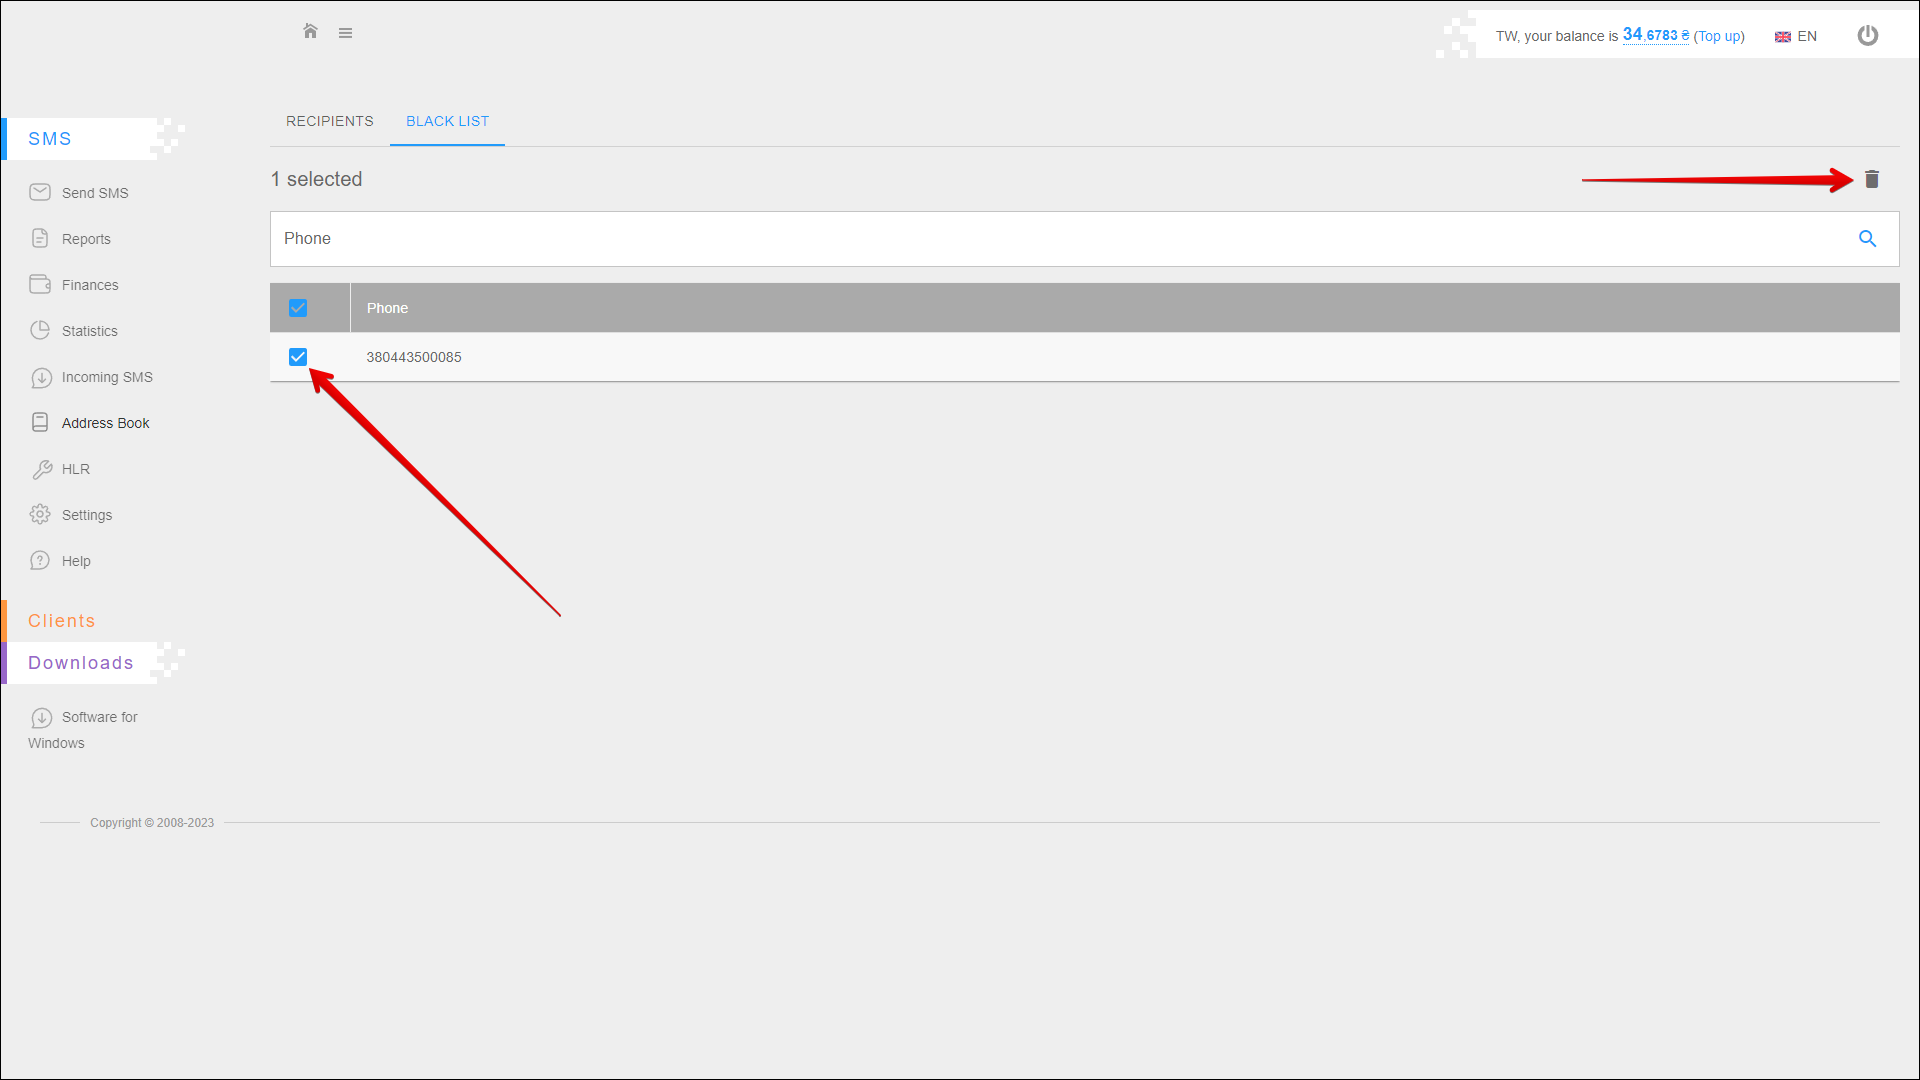 TW, your balance is 34,6783 ₴ (Top up)
EN
SMS
Send SMS
Reports
Finances
Statistics
Incoming SMS
Address Book
HLR
Settings
Help
Clients
Downloads
Software for
Windows
RECIPIENTS
BLACK LIST
1 selected
Phone
Phone
380443500085
Copyright © 2008-2023